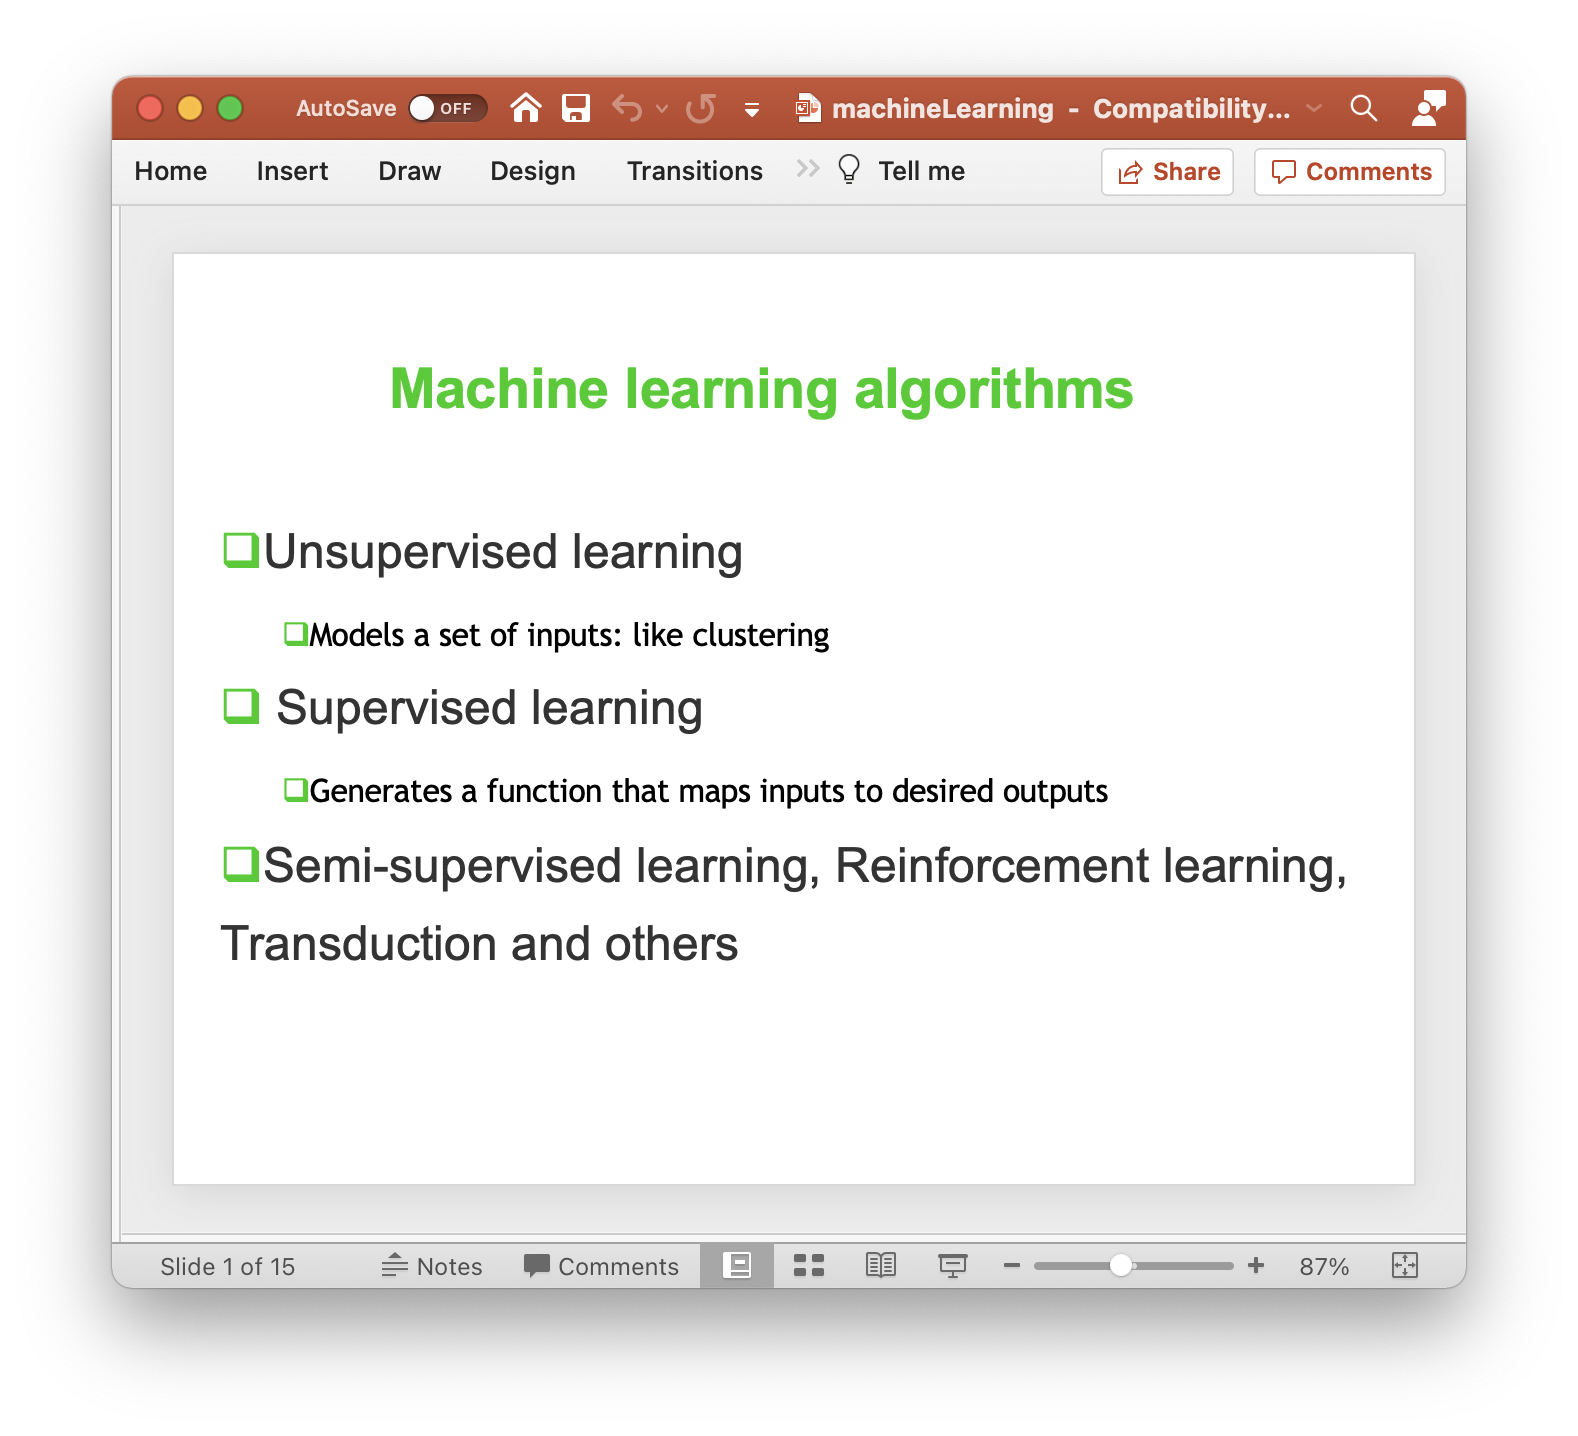 AutoSave OFF machineLearning - Compatibility...
Home Insert Draw Design Transitions Tell me Share Comments
Machine learning algorithms
Unsupervised learning
Models a set of inputs: like clustering
Supervised learning
Generates a function that maps inputs to desired outputs
Semi-supervised learning, Reinforcement learning,
Transduction and others
Slide 1 of 15 Notes Comments 87%